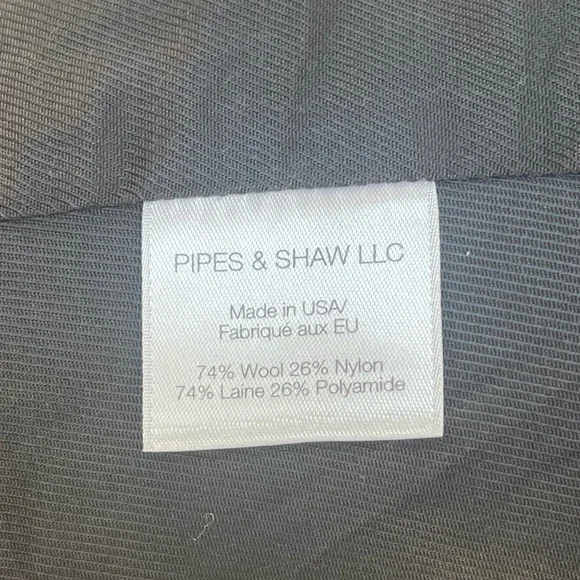 PIPES & SHAW LLC
Made in USA/
Fabriqué aux EU
74% Wool 26% Nylon
74% Laine 26% Polyamide